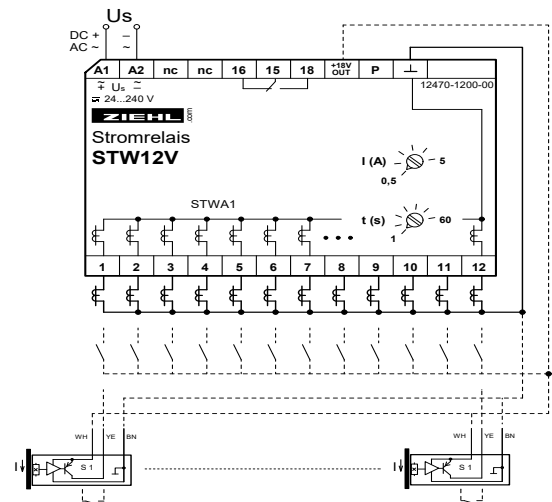 Us
DC + –
AC ~ ~
A1 A2 nc nc 16 15 18 +18V OUT P ⊥
~ Us ~
+ –
12470-1200-00
24...240 V
ZIEHL .com
Stromrelais
STW12V
I (A) 5
0,5
STWA1
t (s) 60
1
1 2 3 4 5 6 7 8 9 10 11 12
WH YE BN WH YE BN
I S 1 I S 1